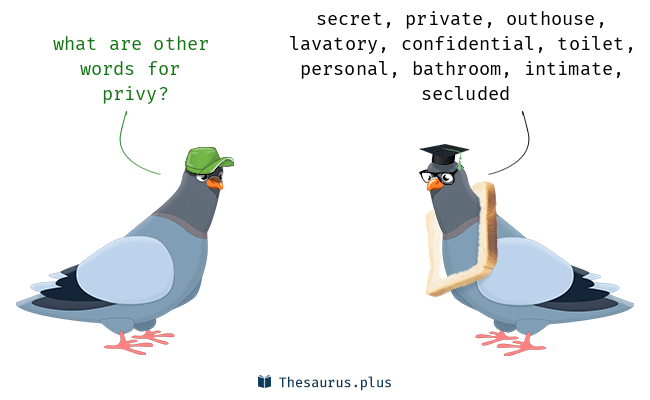 what are other
words for
privy?
secret, private, outhouse,
lavatory, confidential, toilet,
personal, bathroom, intimate,
secluded
Thesaurus.plus